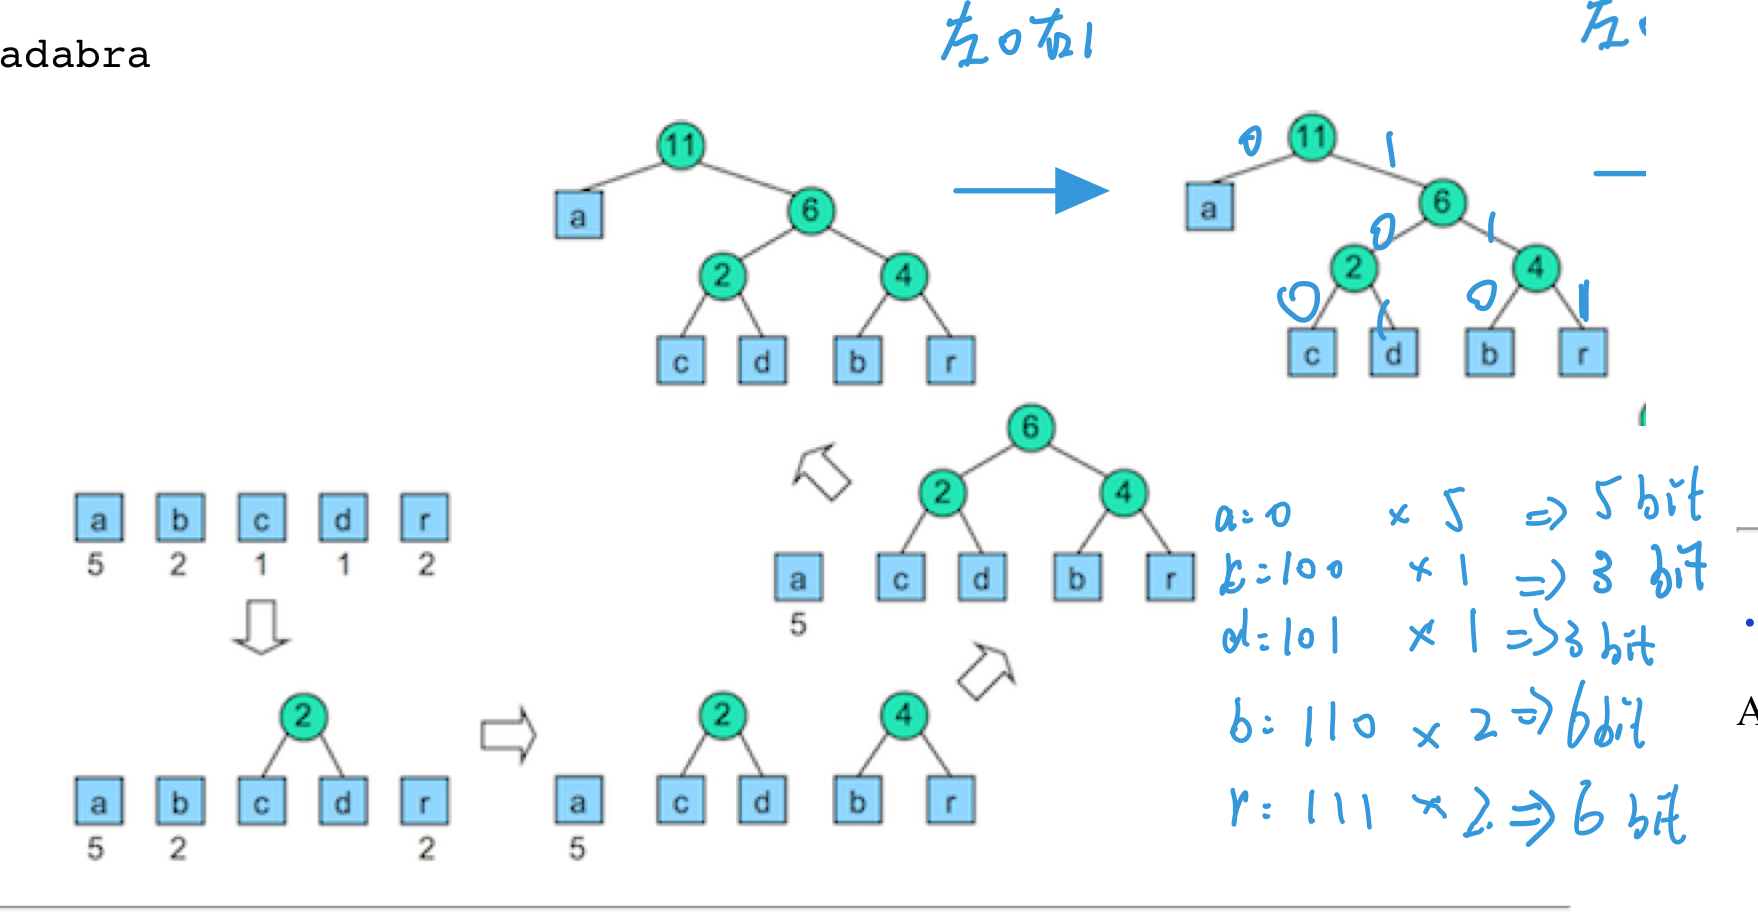 adabra
左0右1
左
11
0 11 1
a
6
a
6
0 1
2
4
2
4
0 1 0 1
c d b r
c d b r
6
2
4
a b c d r
5 2 1 1 2
a
c d b r
5
a=0 × 5 => 5 bit
c=100 × 1 => 3 bit
d=101 × 1 => 3 bit
b= 110 × 2 => 6 bit
r= 111 × 2 => 6 bit
2
2
4
a b c d r
5 2 2
a c d b r
5
A